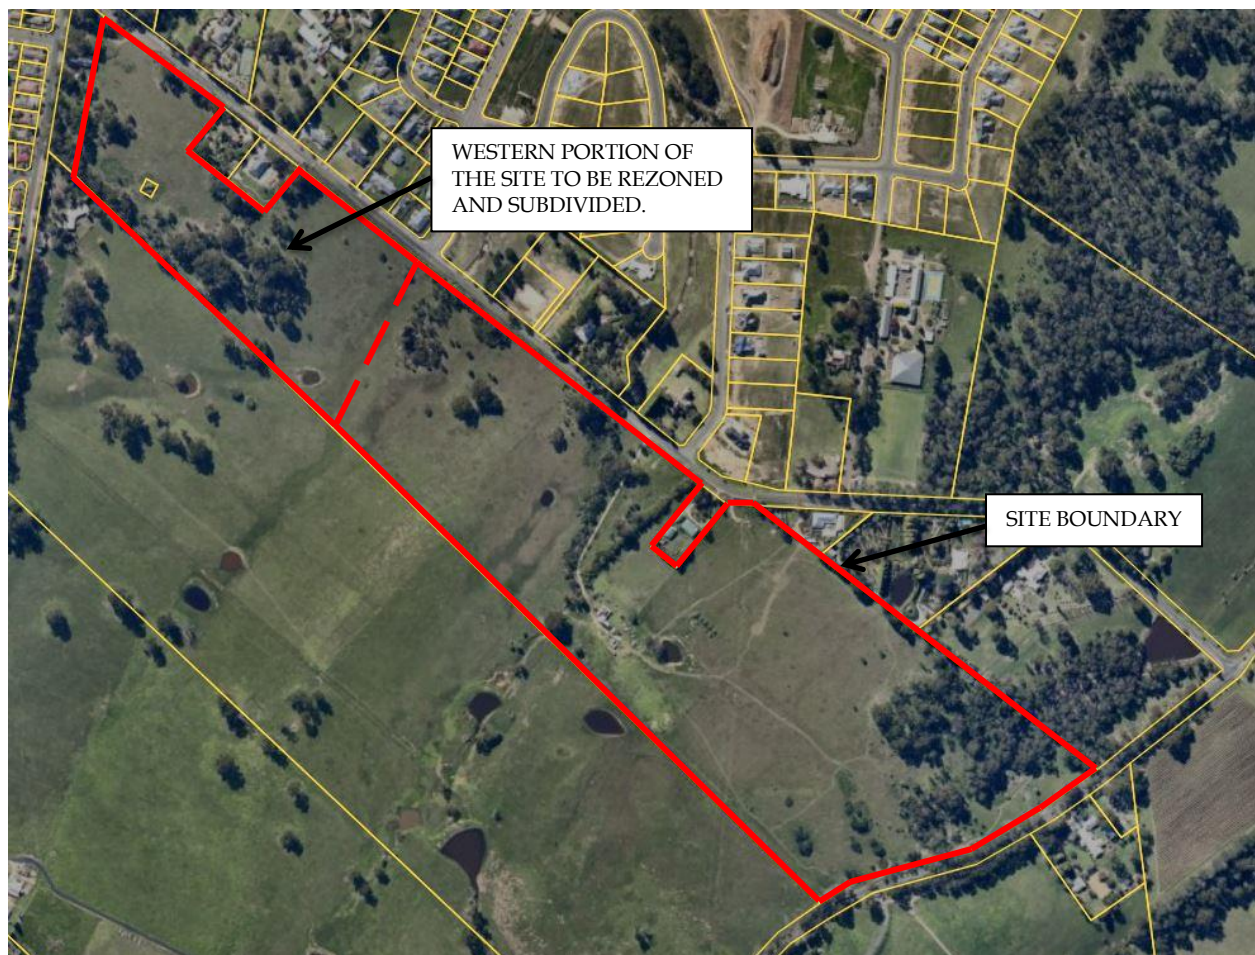 WESTERN PORTION OF
THE SITE TO BE REZONED
AND SUBDIVIDED.
SITE BOUNDARY